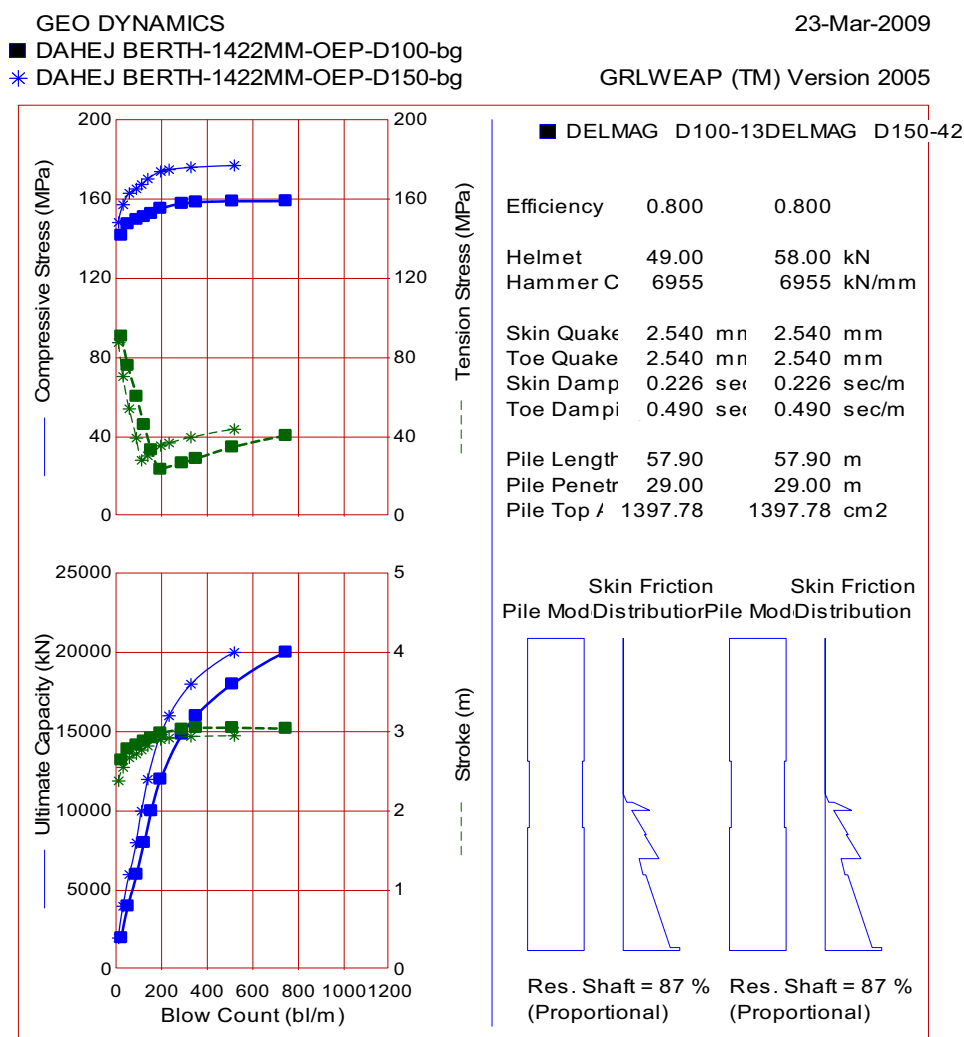 GEO DYNAMICS 23-Mar-2009
DAHEJ BERTH-1422MM-OEP-D100-bg
DAHEJ BERTH-1422MM-OEP-D150-bg GRLWEAP (TM) Version 2005
DELMAG D100-13DELMAG D150-42
200 200
160 160
120 120
80 80
40 40
0 0
Compressive Stress (MPa)
Tension Stress (MPa)
Efficiency 0.800 0.800
Helmet 49.00 58.00 kN
Hammer C 6955 6955 kN/mm
Skin Quake 2.540 mm 2.540 mm
Toe Quake 2.540 mm 2.540 mm
Skin Damp 0.226 sec 0.226 sec/m
Toe Dampi 0.490 sec 0.490 sec/m
Pile Length 57.90 57.90 m
Pile Penetr 29.00 29.00 m
Pile Top A 1397.78 1397.78 cm2
25000 5
20000 4
15000 3
10000 2
5000 1
0 0
Ultimate Capacity (kN)
Stroke (m)
0 200 400 600 800 1000 1200
Blow Count (bl/m)
Skin Friction Skin Friction
Pile Mod Distribution Pile Mod Distribution
Res. Shaft = 87 % Res. Shaft = 87 %
(Proportional) (Proportional)